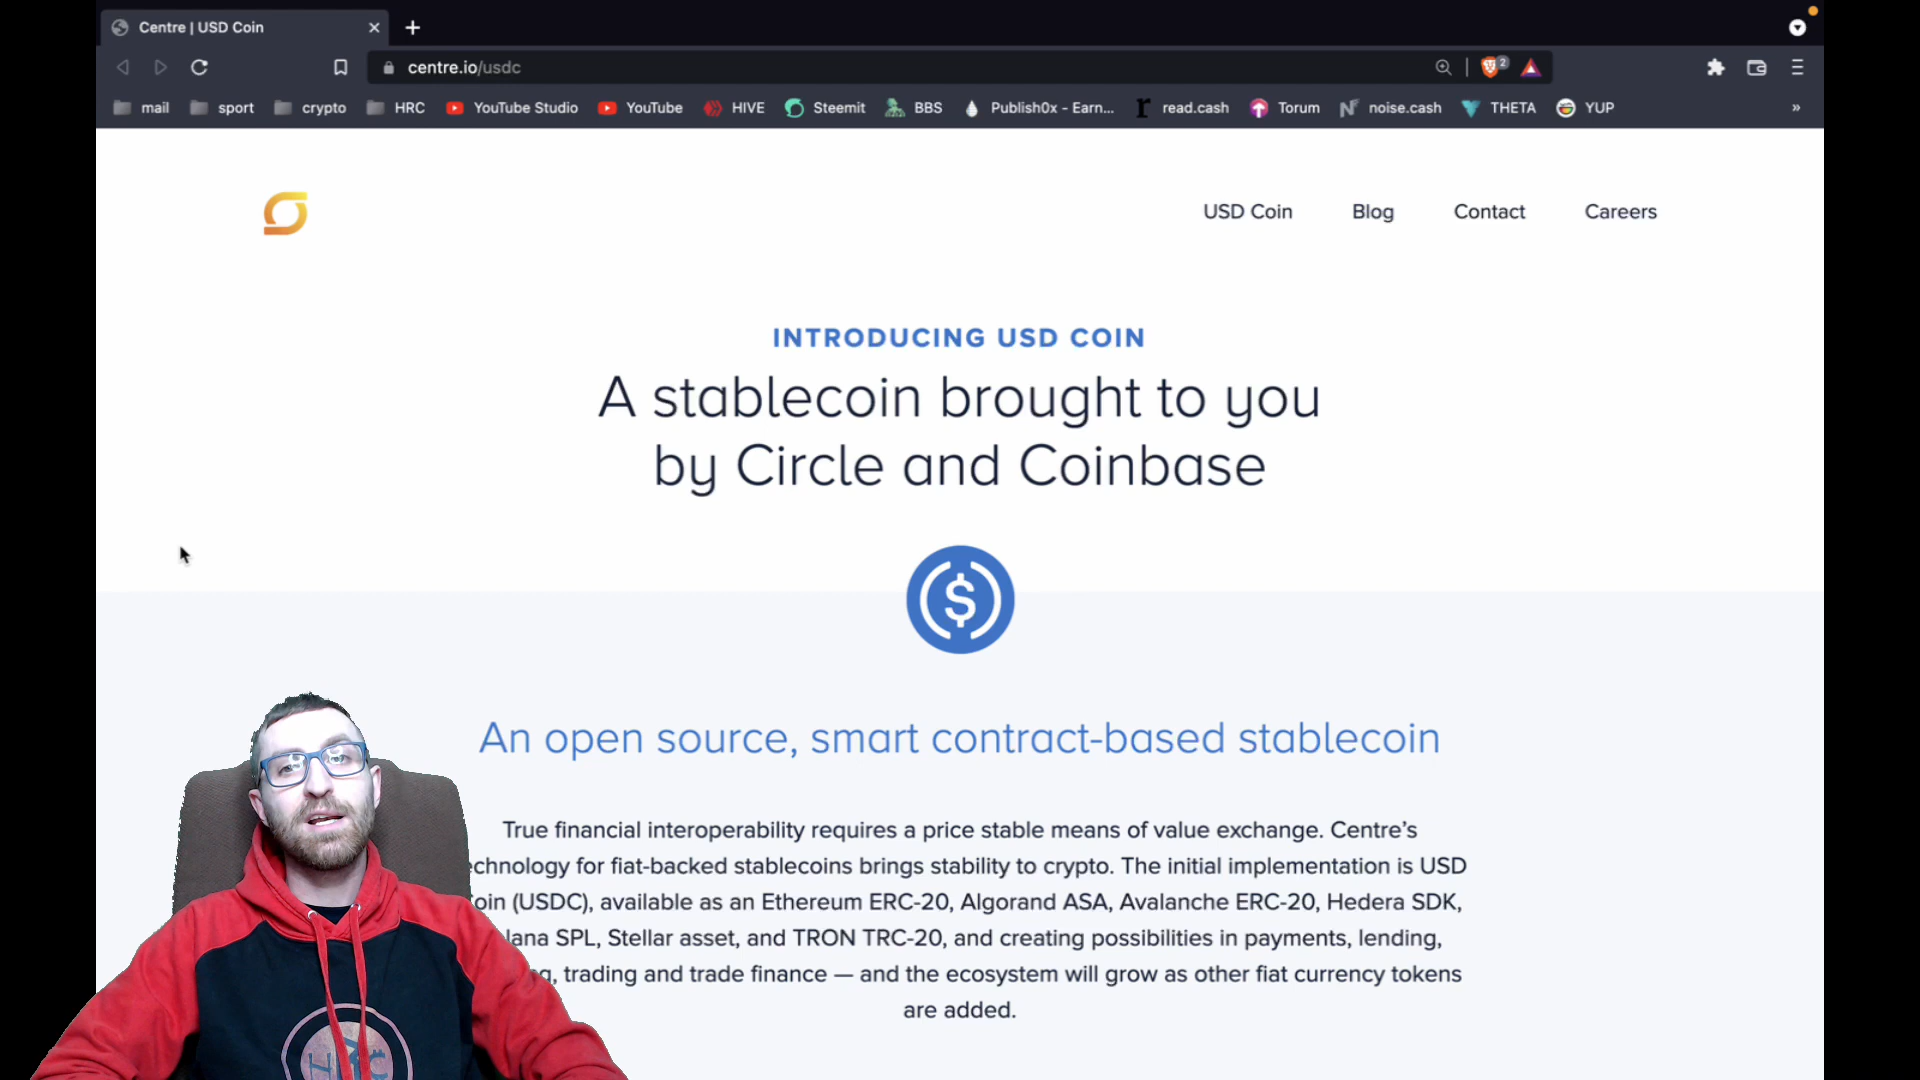 Centre | USD Coin
centre.io/usdc
2
mail sport crypto HRC YouTube Studio YouTube HIVE Steemit BBS Publish0x - Earn... read.cash Torum noise.cash THETA YUP »
USD Coin Blog Contact Careers
INTRODUCING USD COIN
A stablecoin brought to you
by Circle and Coinbase
$
An open source, smart contract-based stablecoin
True financial interoperability requires a price stable means of value exchange. Centre's
echnology for fiat-backed stablecoins brings stability to crypto. The initial implementation is USD
oin (USDC), available as an Ethereum ERC-20, Algorand ASA, Avalanche ERC-20, Hedera SDK,
lana SPL, Stellar asset, and TRON TRC-20, and creating possibilities in payments, lending,
g, trading and trade finance — and the ecosystem will grow as other fiat currency tokens
are added.